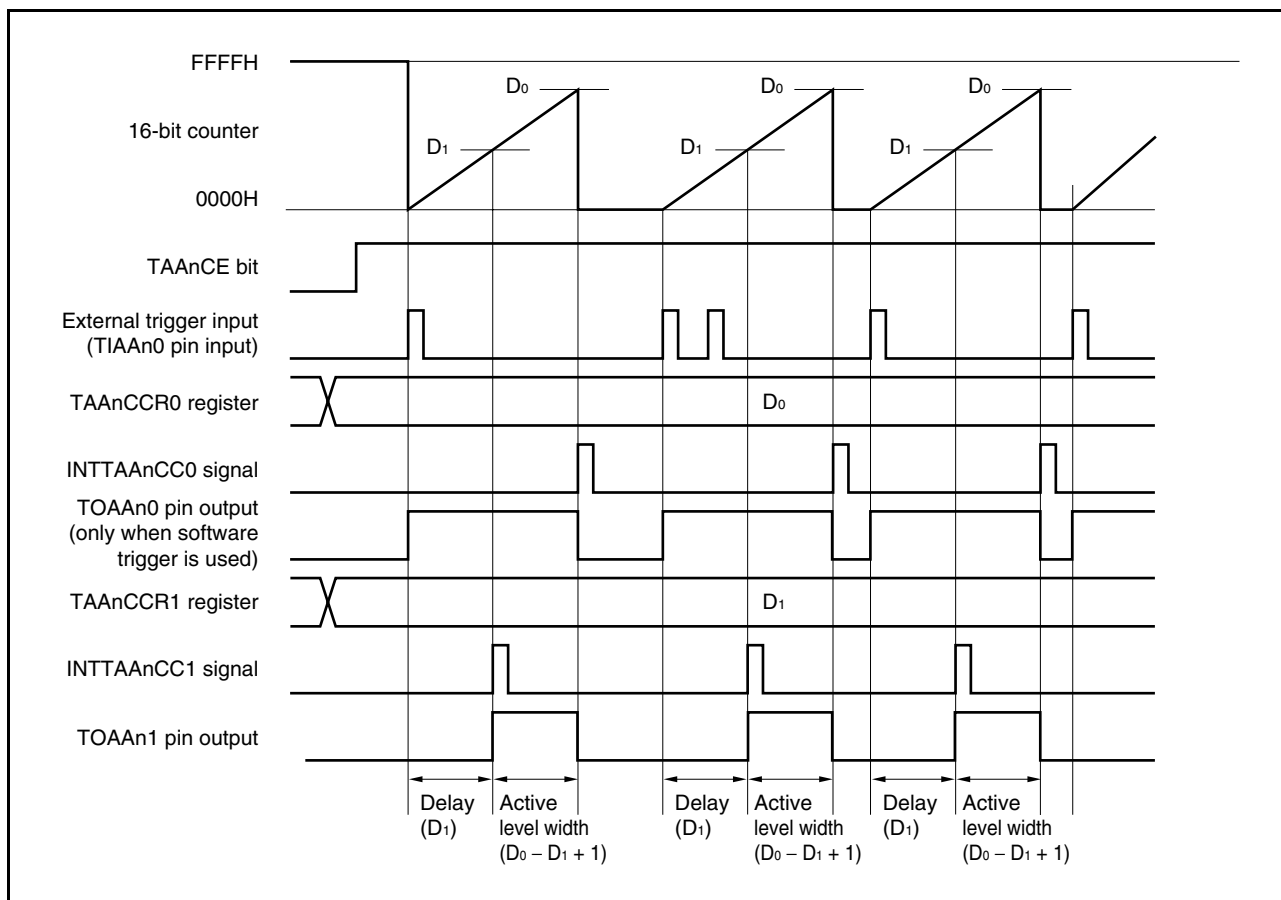 FFFFH
D₀
D₀
D₀
16-bit counter
D₁
D₁
D₁
0000H
TAAnCE bit
External trigger input
(TIAAn0 pin input)
TAAnCCR0 register
D₀
INTTAAnCC0 signal
TOAAn0 pin output
(only when software
trigger is used)
TAAnCCR1 register
D₁
INTTAAnCC1 signal
TOAAn1 pin output
Delay
(D₁)
Active
level width
(D₀ – D₁ + 1)
Delay
(D₁)
Active
level width
(D₀ – D₁ + 1)
Delay
(D₁)
Active
level width
(D₀ – D₁ + 1)